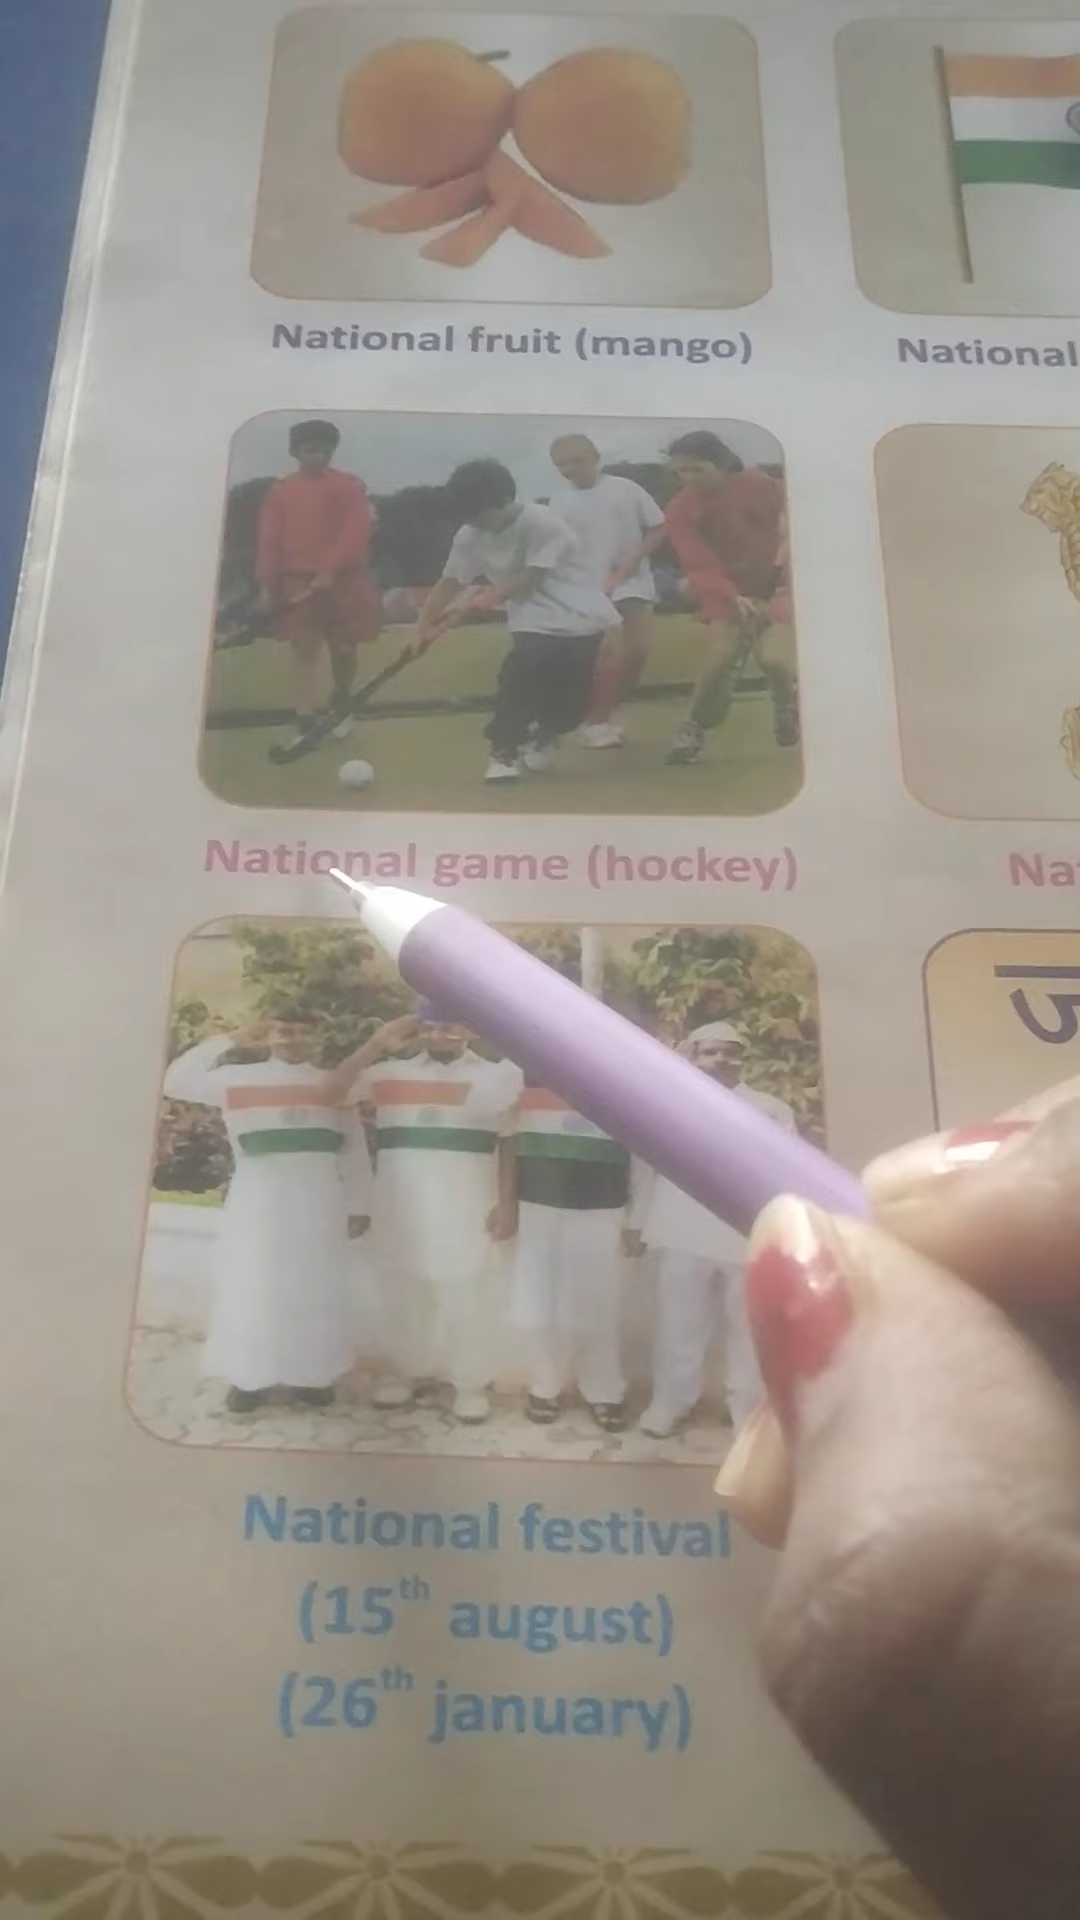 National fruit (mango)
National
National game (hockey)
National festival
(15th august)
(26th january)